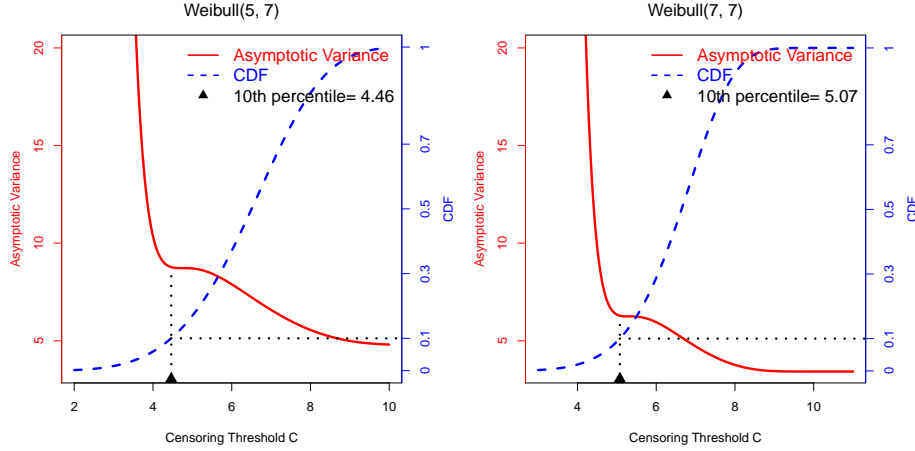 Weibull(5, 7)
20
15
10
5
Asymptotic Variance
Asymptotic Variance
CDF
10th percentile= 4.46
1
0.7
0.5
0.3
0.1
0
CDF
2 4 6 8 10
Censoring Threshold C
Weibull(7, 7)
20
15
10
5
Asymptotic Variance
Asymptotic Variance
CDF
10th percentile= 5.07
1
0.7
0.5
0.3
0.1
0
CDF
4 6 8 10
Censoring Threshold C